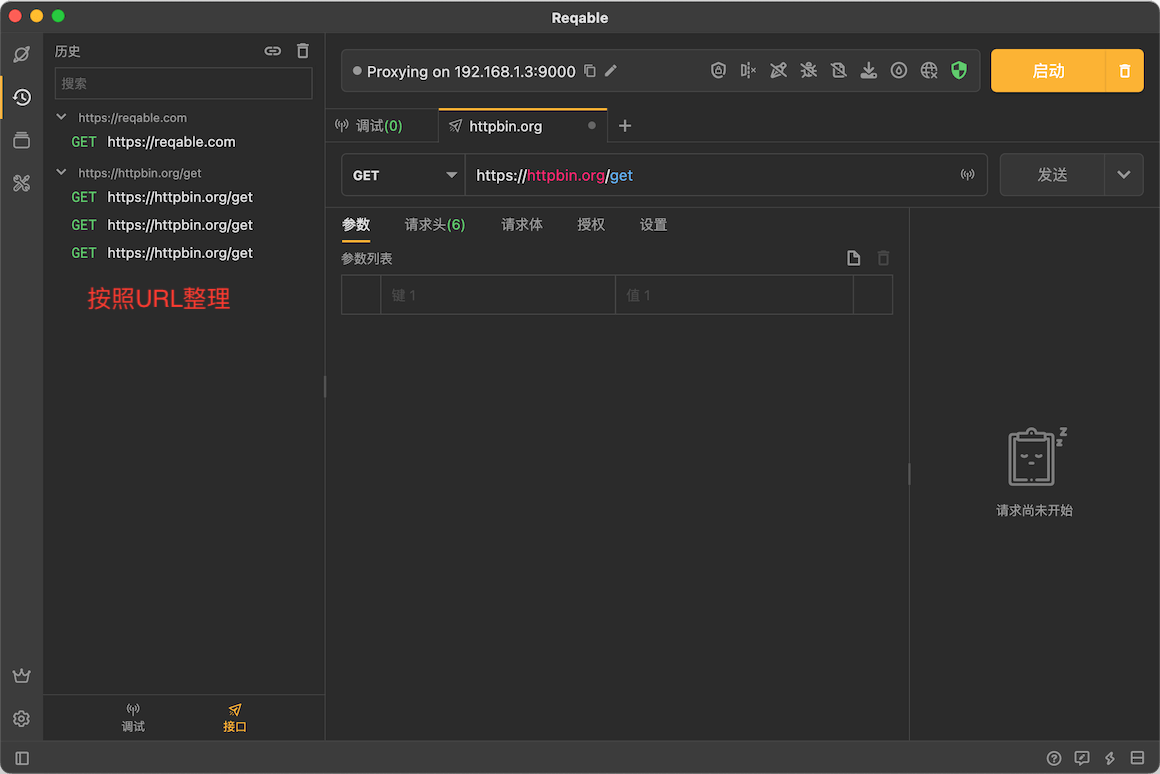 Reqable
历史
搜索
https://reqable.com
GET https://reqable.com
https://httpbin.org/get
GET https://httpbin.org/get
GET https://httpbin.org/get
GET https://httpbin.org/get
按照URL整理
调试
接口
Proxying on 192.168.1.3:9000
启动
调试(0)
httpbin.org
GET https://httpbin.org/get
发送
参数 请求头(6) 请求体 授权 设置
参数列表
键 1 值 1
z
z
请求尚未开始